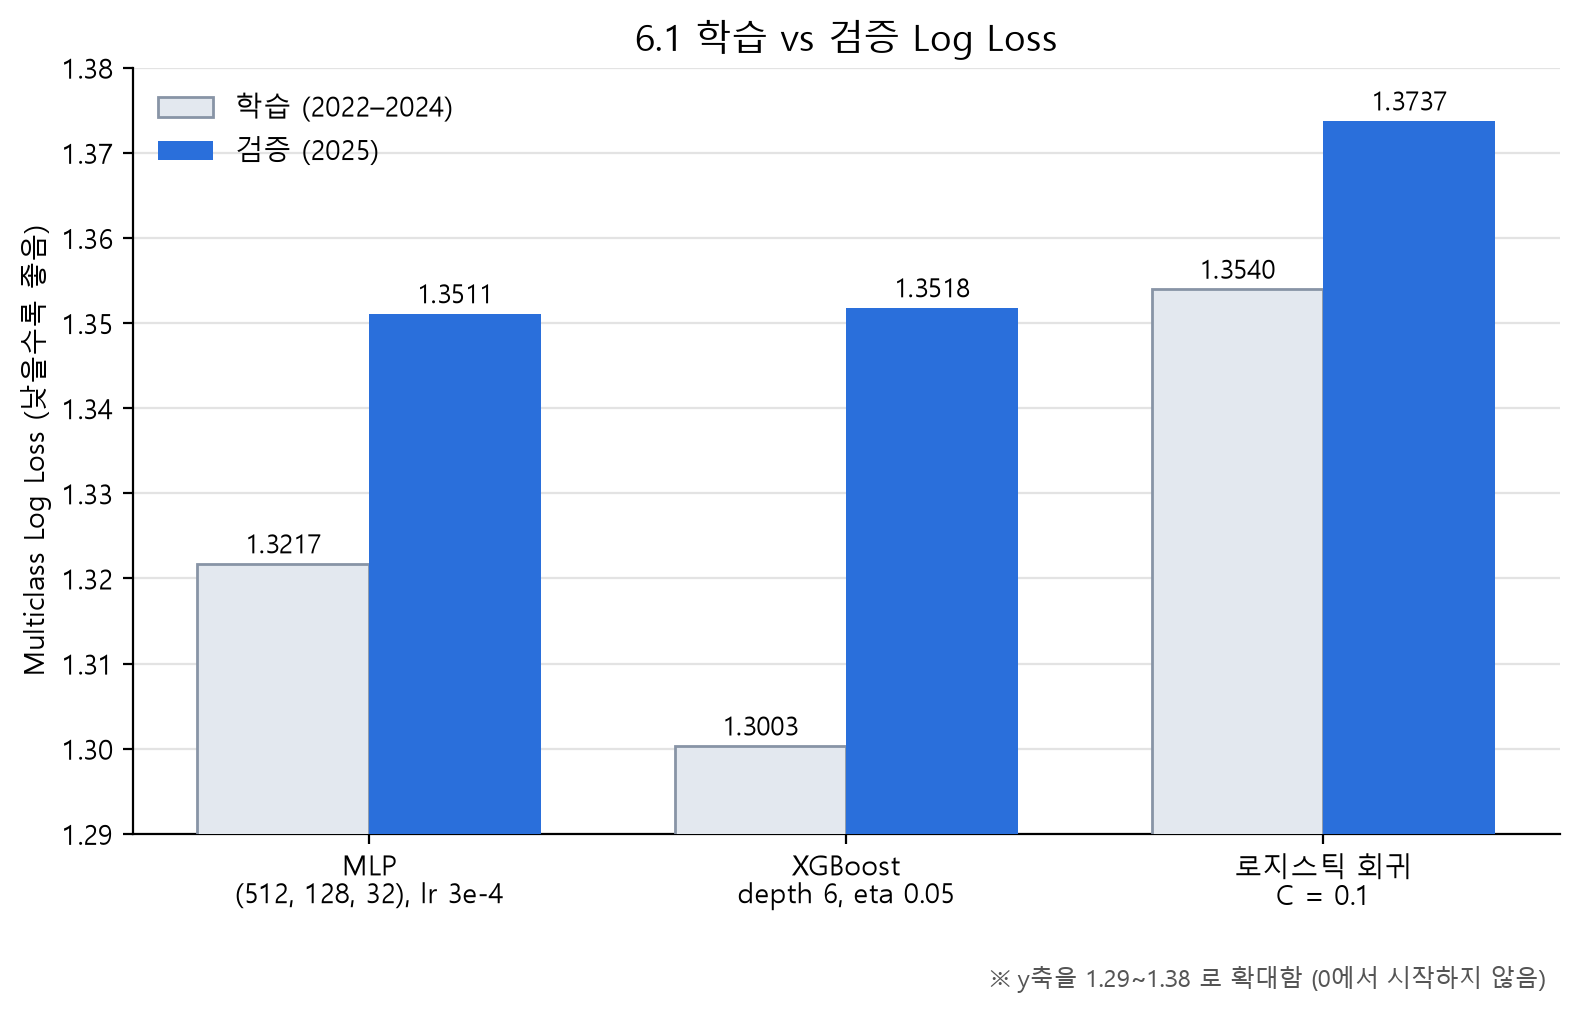 6.1 학습 vs 검증 Log Loss
학습 (2022–2024)
검증 (2025)
Multiclass Log Loss (낮을수록 좋음)
1.38
1.37
1.36
1.35
1.34
1.33
1.32
1.31
1.30
1.29
1.3217
1.3511
1.3003
1.3518
1.3540
1.3737
MLP
(512, 128, 32), lr 3e-4
XGBoost
depth 6, eta 0.05
로지스틱 회귀
C = 0.1
※ y축을 1.29~1.38 로 확대함 (0에서 시작하지 않음)